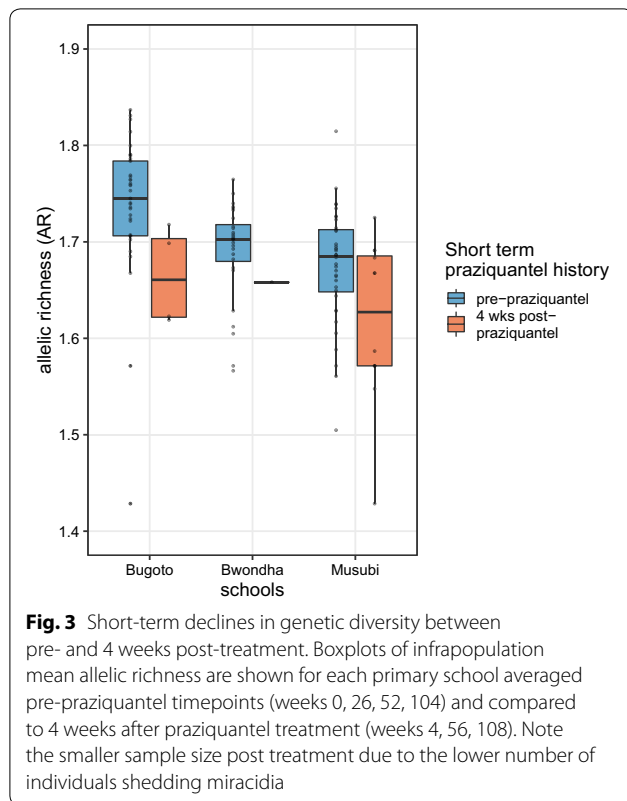 1.9
1.8
1.7
1.6
1.5
1.4
allelic richness (AR)
Bugoto
Bwondha
Musubi
schools
Short term
praziquantel history
pre−praziquantel
4 wks post−
praziquantel
Fig. 3 Short-term declines in genetic diversity between
pre- and 4 weeks post-treatment. Boxplots of infrapopulation
mean allelic richness are shown for each primary school averaged
pre-praziquantel timepoints (weeks 0, 26, 52, 104) and compared
to 4 weeks after praziquantel treatment (weeks 4, 56, 108). Note
the smaller sample size post treatment due to the lower number of
individuals shedding miracidia